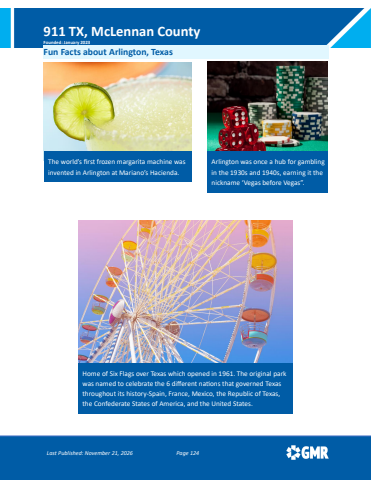 911 TX, McLennan County
Founded: January 2020
Fun Facts about Arlington, Texas
The world's first frozen margarita machine was
invented in Arlington at Mariano's Hacienda.
Arlington was once a hub for gambling
in the 1930s and 1940s, earning it the
nickname "Vegas before Vegas".
Home of Six Flags over Texas which opened in 1961. The original park
was named to celebrate the 6 different nations that governed Texas
throughout its history-Spain, France, Mexico, the Republic of Texas,
the Confederate States of America, and the United States.
Last Published: November 21, 2026 Page 124
GMR